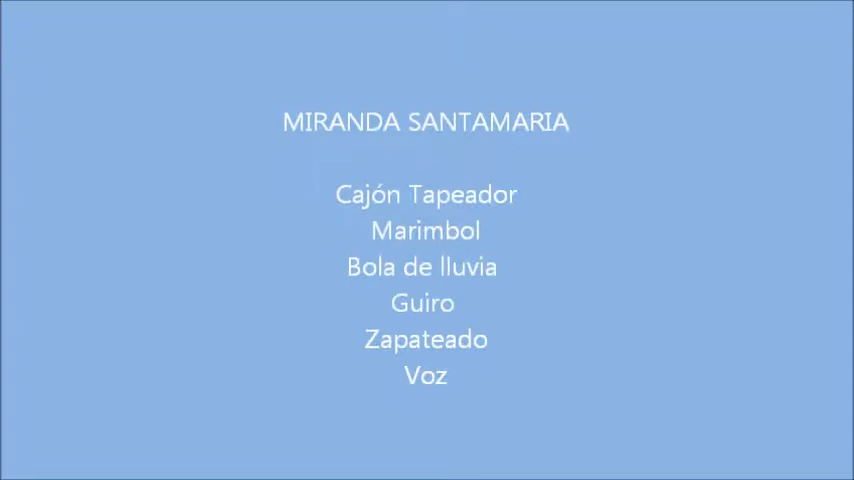 MIRANDA SANTAMARIA
Cajón Tapeador
Marimbol
Bola de lluvia
Guiro
Zapateado
Voz